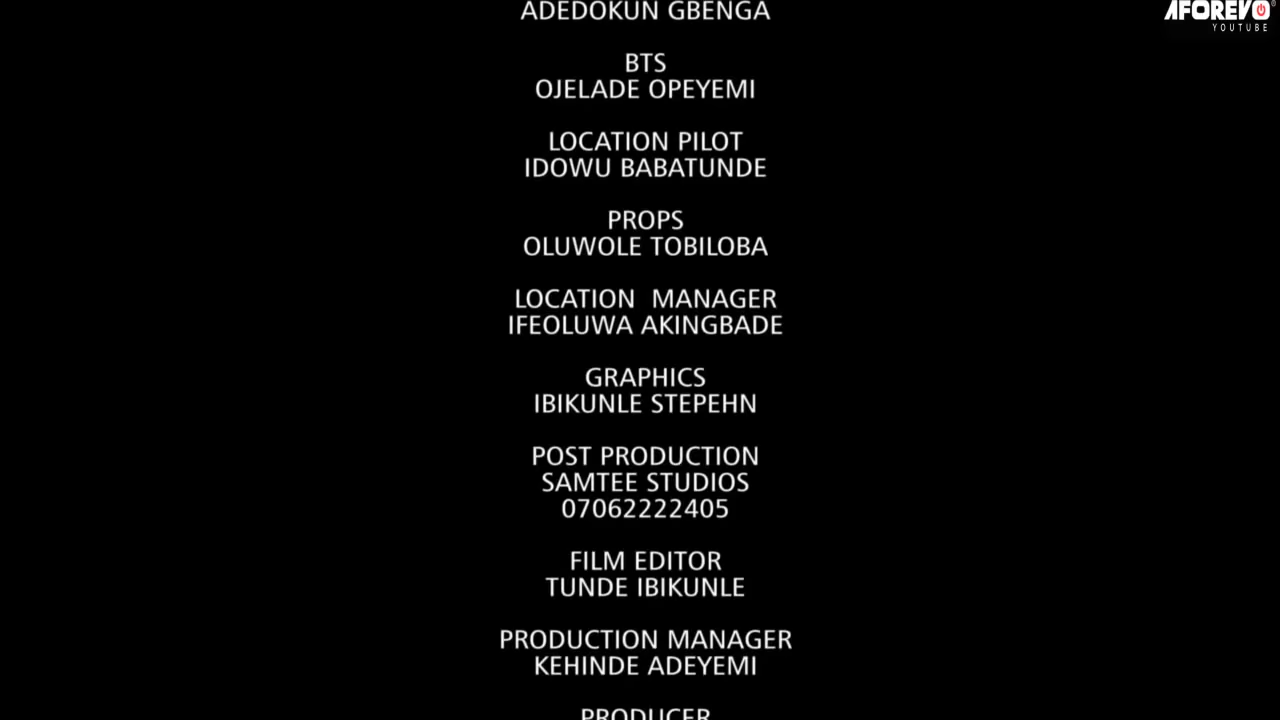 ADEDOKUN GBENGA
AFOREVO
YOUTUBE
BTS
OJELADE OPEYEMI
LOCATION PILOT
IDOWU BABATUNDE
PROPS
OLUWOLE TOBILOBA
LOCATION  MANAGER
IFEOLUWA AKINGBADE
GRAPHICS
IBIKUNLE STEPEHN
POST PRODUCTION
SAMTEE STUDIOS
07062222405
FILM EDITOR
TUNDE IBIKUNLE
PRODUCTION MANAGER
KEHINDE ADEYEMI
PRODUCER